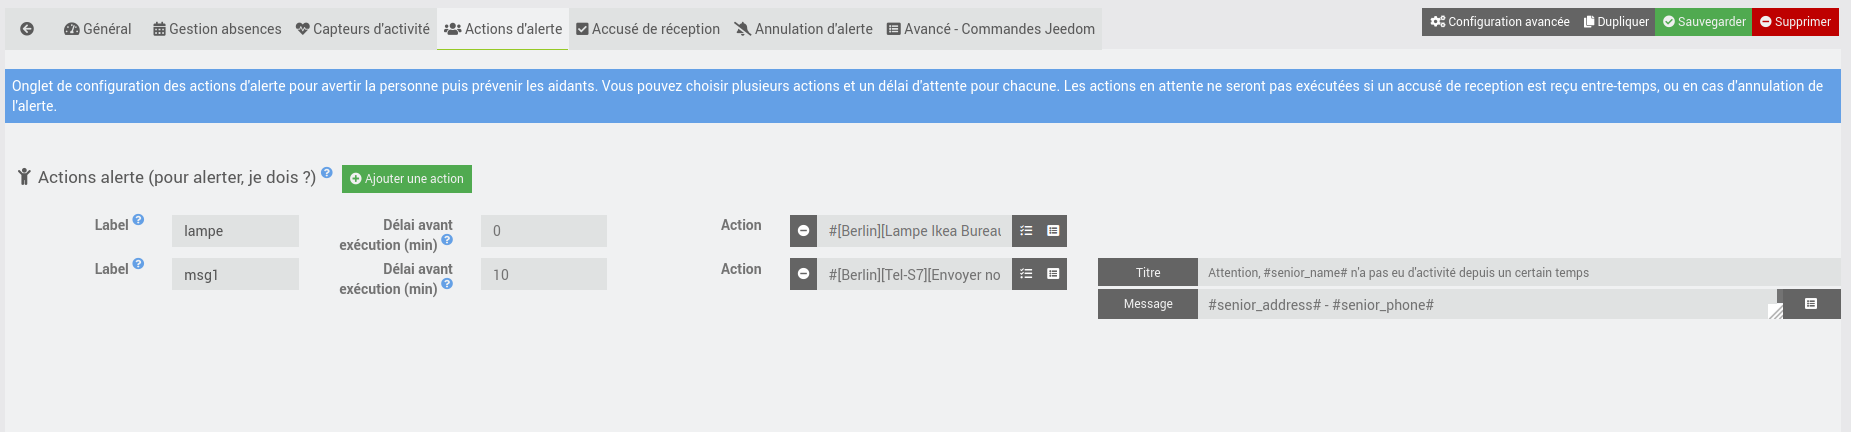 Général Gestion absences Capteurs d'activité Actions d'alerte Accusé de réception Annulation d'alerte Avancé - Commandes Jeedom Configuration avancée Dupliquer Sauvegarder Supprimer
Onglet de configuration des actions d'alerte pour avertir la personne puis prévenir les aidants. Vous pouvez choisir plusieurs actions et un délai d'attente pour chacune. Les actions en attente ne seront pas exécutées si un accusé de reception est reçu entre-temps, ou en cas d'annulation de
l'alerte.
Actions alerte (pour alerter, je dois ?) ? Ajouter une action
Label ? lampe Délai avant exécution (min) ? 0 Action #[Berlin][Lampe Ikea Bureau
Label ? msg1 Délai avant exécution (min) ? 10 Action #[Berlin][Tel-S7][Envoyer no
Titre Attention, #senior_name# n'a pas eu d'activité depuis un certain temps
Message #senior_address# - #senior_phone#